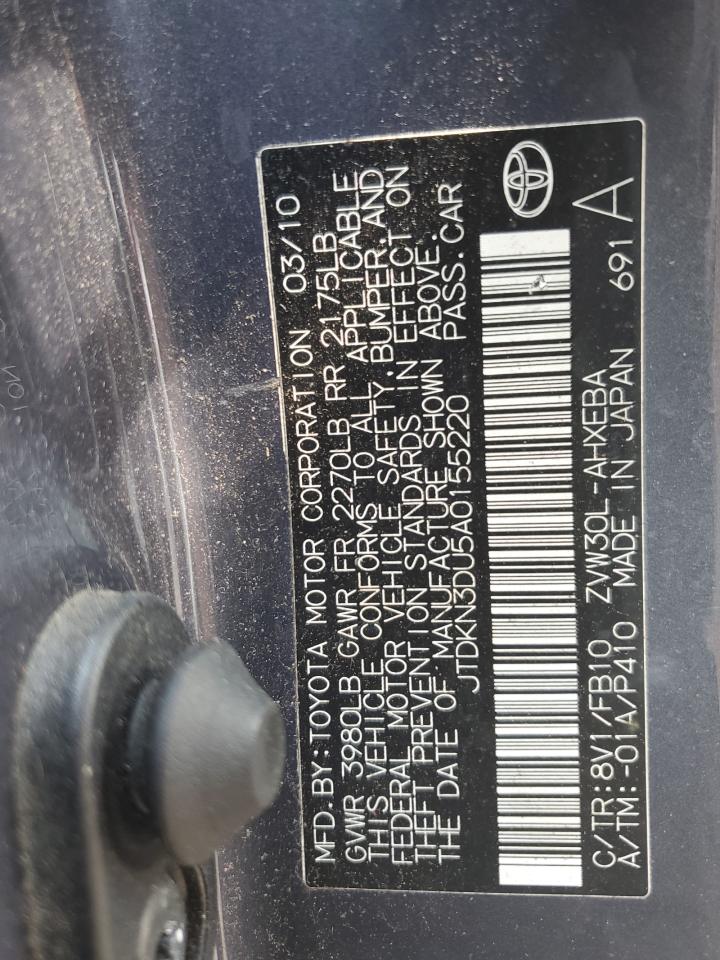 MFD.BY:TOYOTA MOTOR CORPORATION 03/10
GVWR 3980LB GAWR FR 2270LB RR 2175LB
THIS VEHICLE CONFORMS TO ALL APPLICABLE
FEDERAL MOTOR VEHICLE SAFETY,BUMPER,AND
THEFT PREVENTION STANDARDS IN EFFECT ON
THE DATE OF MANUFACTURE SHOWN ABOVE.
JTDKN3DU5A0155220 PASS.CAR
C/TR:8V1/FB10 ZVW30L-AHXEBA
A/TM:-01A/P410 MADE IN JAPAN 691 A